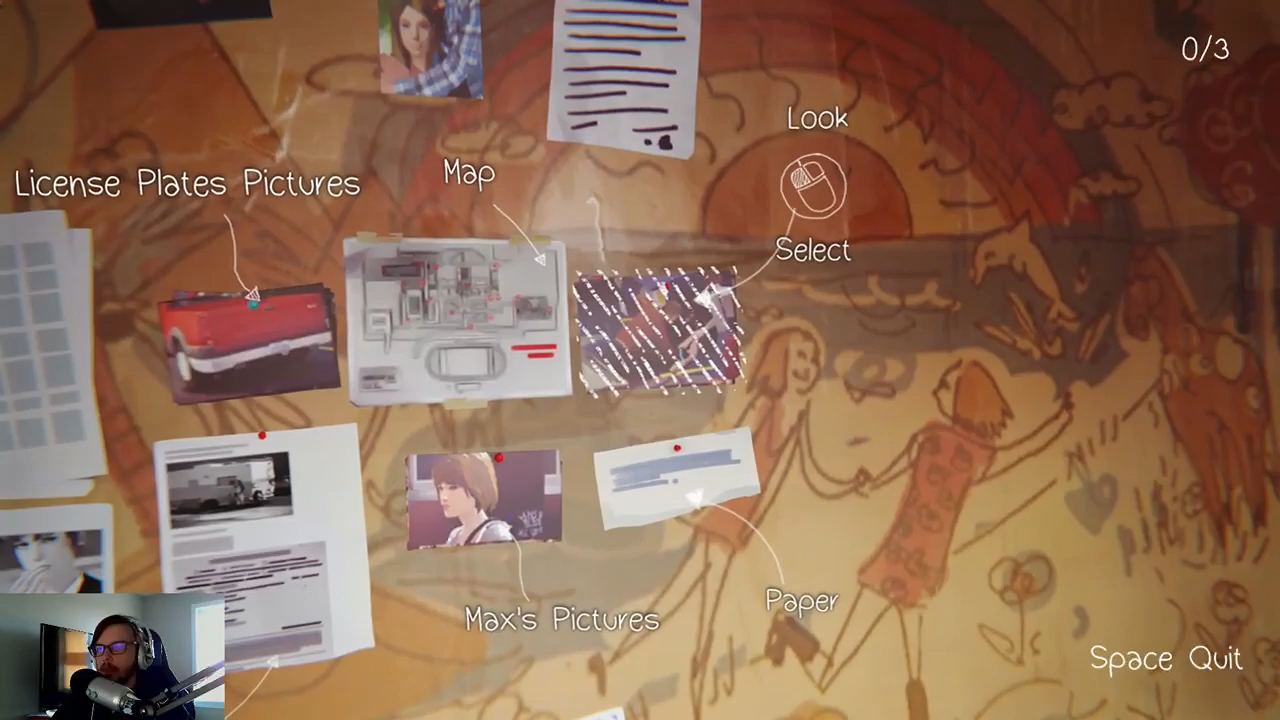 0/3
Look
Map
License Plates Pictures
Select
Max's Pictures
Paper
Space Quit